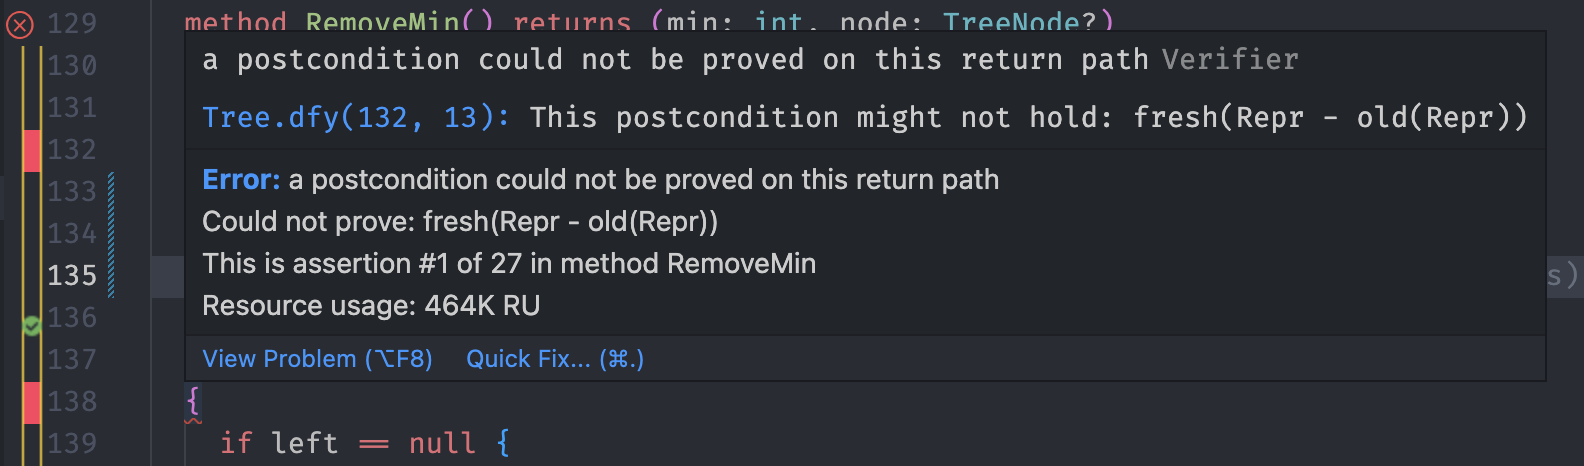 129 method RemoveMin() returns (min: int, node: TreeNode?)
130 a postcondition could not be proved on this return path Verifier
131 Tree.dfy(132, 13): This postcondition might not hold: fresh(Repr - old(Repr))
132
133 Error: a postcondition could not be proved on this return path
134 Could not prove: fresh(Repr - old(Repr))
135 This is assertion #1 of 27 in method RemoveMin s)
136 Resource usage: 464K RU
137 View Problem (⌥F8) Quick Fix... (⌘.)
138 {
139 if left == null {